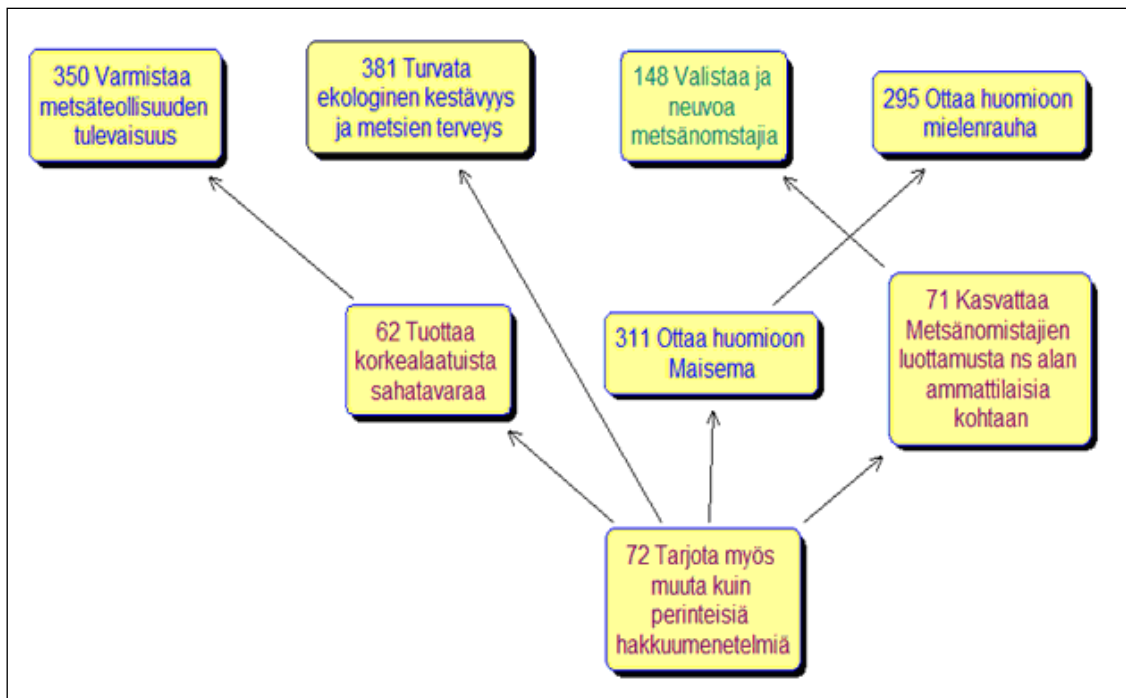 350 Varmistaa
metsäteollisuuden
tulevaisuus
381 Turvata
ekologinen kestävyys
ja metsien terveys
148 Valistaa ja
neuvoa
metsänomstajia
295 Ottaa huomioon
mielenrauha
62 Tuottaa
korkealaatuista
sahatavaraa
311 Ottaa huomioon
Maisema
71 Kasvattaa
Metsänomistajien
luottamusta ns alan
ammattilaisia
kohtaan
72 Tarjota myös
muuta kuin
perinteisiä
hakkuumenetelmiä